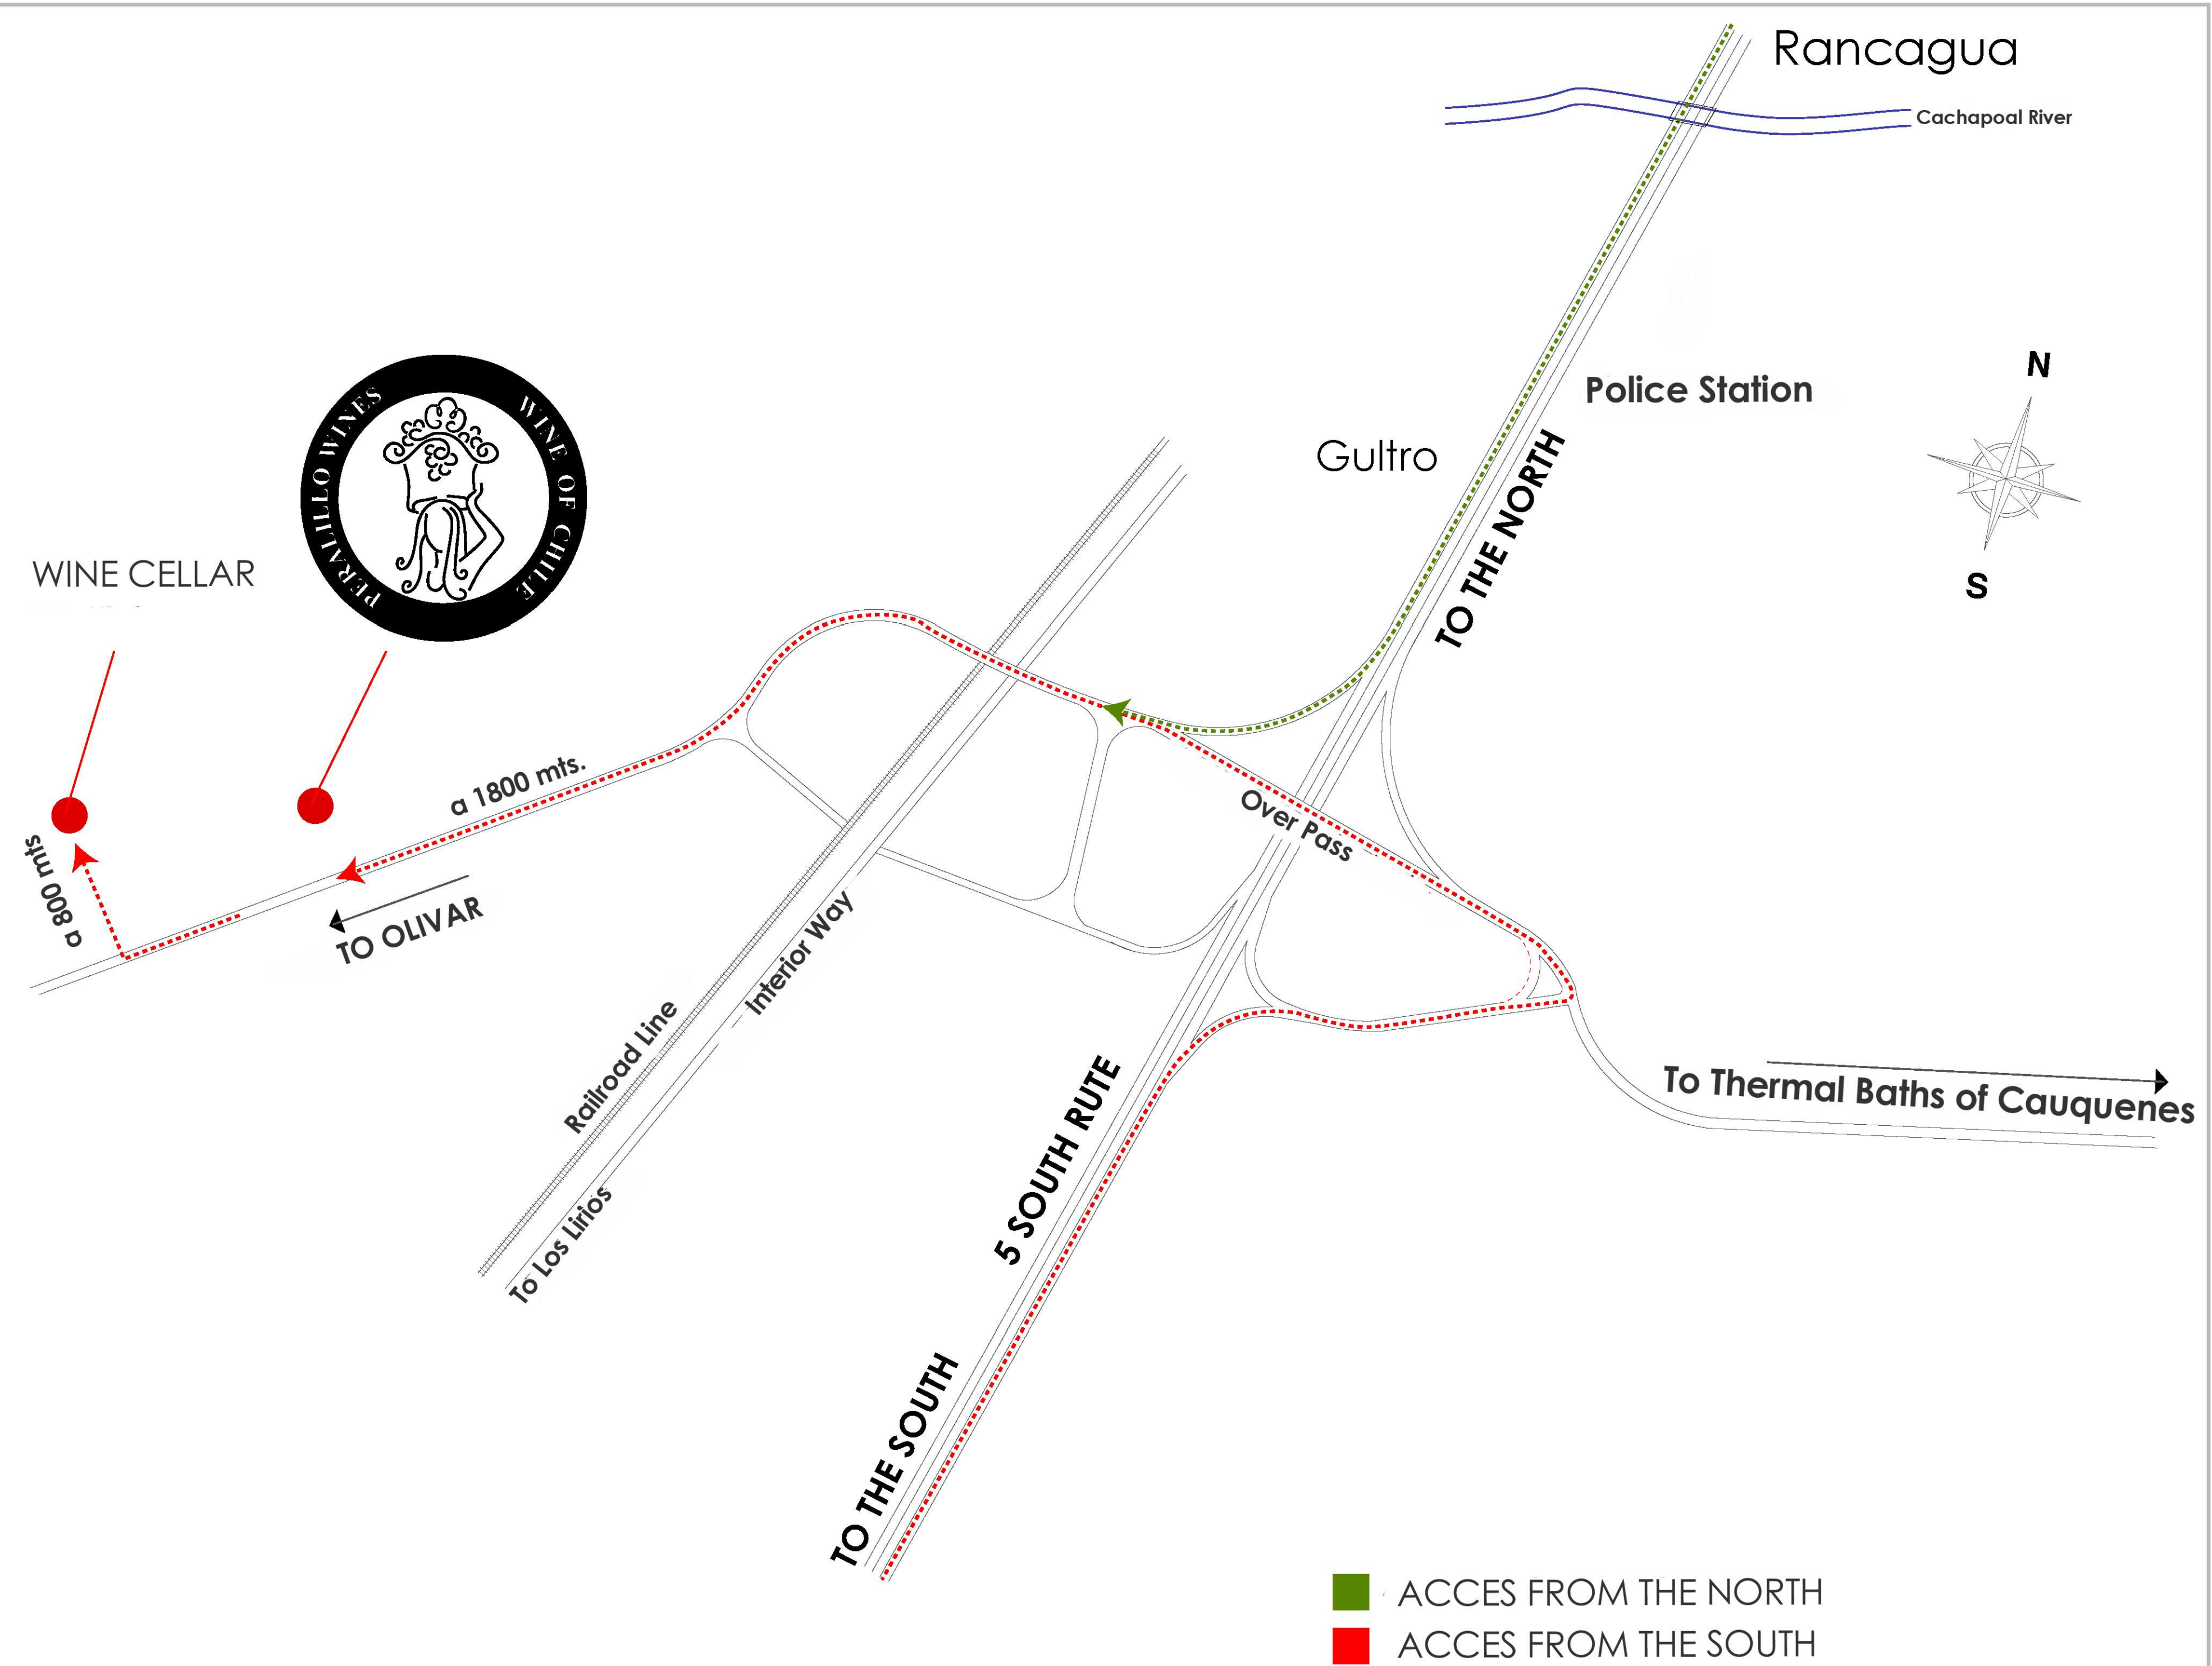 Rancagua
Cachapoal River
N
Police Station
TO THE NORTH
Gultro
S
PERALILLO WINES
WINE OF CHILE
WINE CELLAR
a 1800 mts.
Over Pass
a 800 mts
TO OLIVAR
Interior Way
Railroad Line
To Thermal Baths of Cauquenes
5 SOUTH RUTE
To Los Lirios
TO THE SOUTH
ACCES FROM THE NORTH
ACCES FROM THE SOUTH